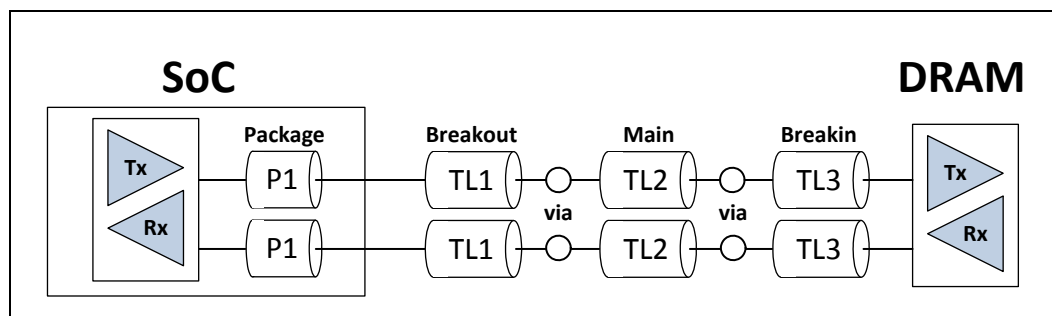 SoC DRAM
Package Breakout Main Breakin
Tx P1 TL1 TL2 TL3 Tx
via via
Rx P1 TL1 TL2 TL3 Rx